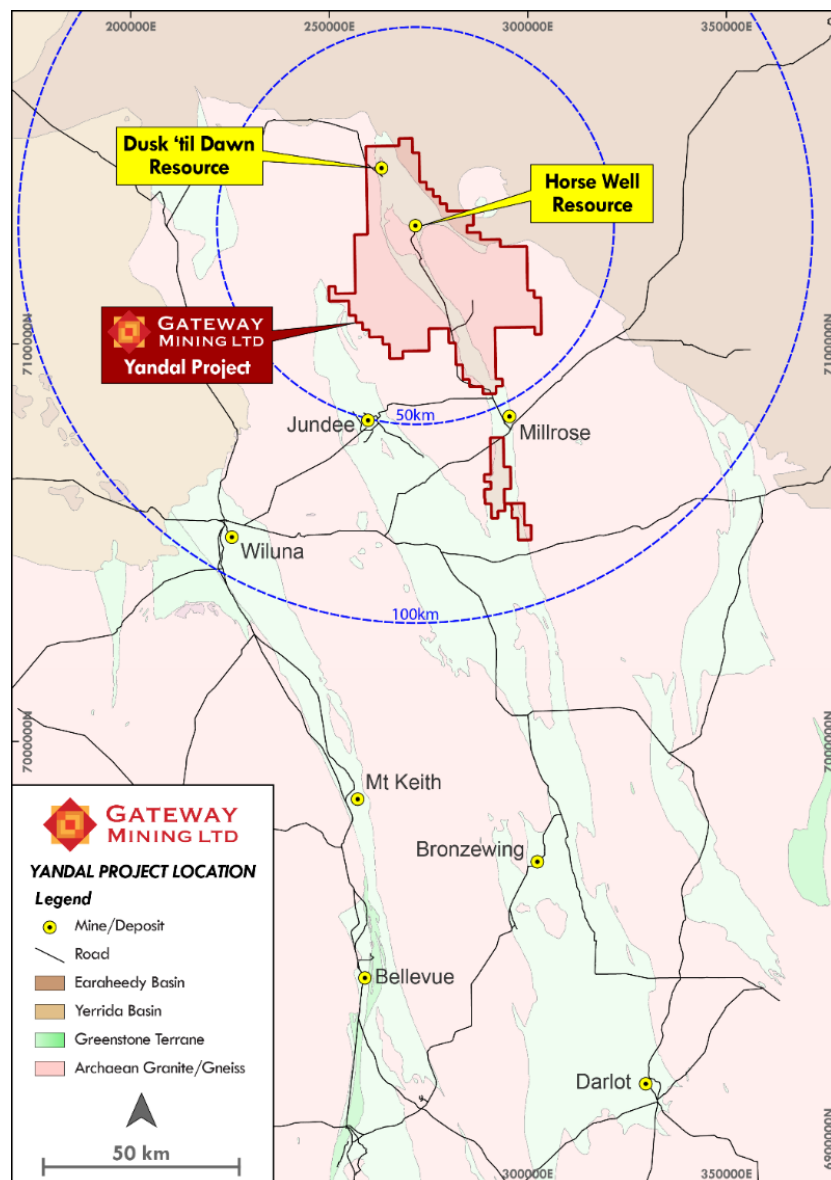 200000E
250000E
300000E
350000E
Dusk ‘til Dawn
Resource
Horse Well
Resource
GATEWAY
MINING LTD
Yandal Project
7100000N
7100000N
50km
Jundee
Millrose
Wiluna
100km
7000000N
7000000N
Mt Keith
Bronzewing
Bellevue
Darlot
GATEWAY
MINING LTD
YANDAL PROJECT LOCATION
Legend
Mine/Deposit
Road
Earaheedy Basin
Yerrida Basin
Greenstone Terrane
Archaean Granite/Gneiss
50 km
300000E
350000E
6900000N